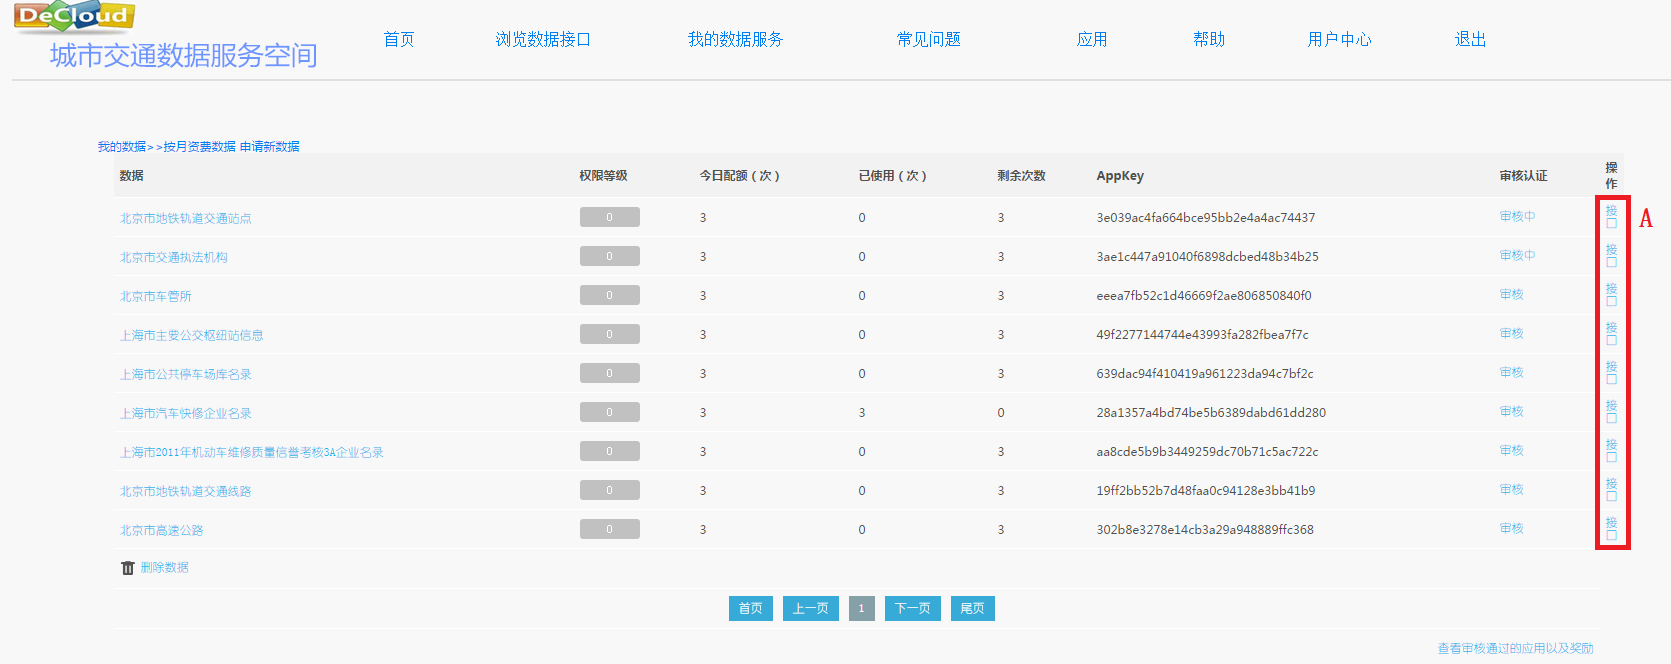 DeCloud
城市交通数据服务空间
首页 浏览数据接口 我的数据服务 常见问题 应用 帮助 用户中心 退出
我的数据>>按月资费数据 申请新数据
数据 权限等级 今日配额（次） 已使用（次） 剩余次数 AppKey 审核认证 操作
北京市地铁轨道交通站点 0 3 0 3 3e039ac4fa664bce95bb2e4a4ac74437 审核中 接口
A
北京市交通执法机构 0 3 0 3 3ae1c447a91040f6898dcbed48b34b25 审核中 接口
北京市车管所 0 3 0 3 eeea7fb52c1d46669f2ae806850840f0 审核 接口
上海市主要公交枢纽站信息 0 3 0 3 49f2277144744e43993fa282fbea7f7c 审核 接口
上海市公共停车场库名录 0 3 0 3 639dac94f410419a961223da94c7bf2c 审核 接口
上海市汽车快修企业名录 0 3 3 0 28a1357a4bd74be5b6389dabd61dd280 审核 接口
上海市2011年机动车维修质量信誉考核3A企业名录 0 3 0 3 aa8cde5b9b3449259dc70b71c5ac722c 审核 接口
北京市地铁轨道交通线路 0 3 0 3 19ff2bb52b7d48faa0c94128e3bb41b9 审核 接口
北京市高速公路 0 3 0 3 302b8e3278e14cb3a29a948889ffc368 审核 接口
删除数据
首页 上一页 1 下一页 尾页
查看审核通过的应用以及奖励